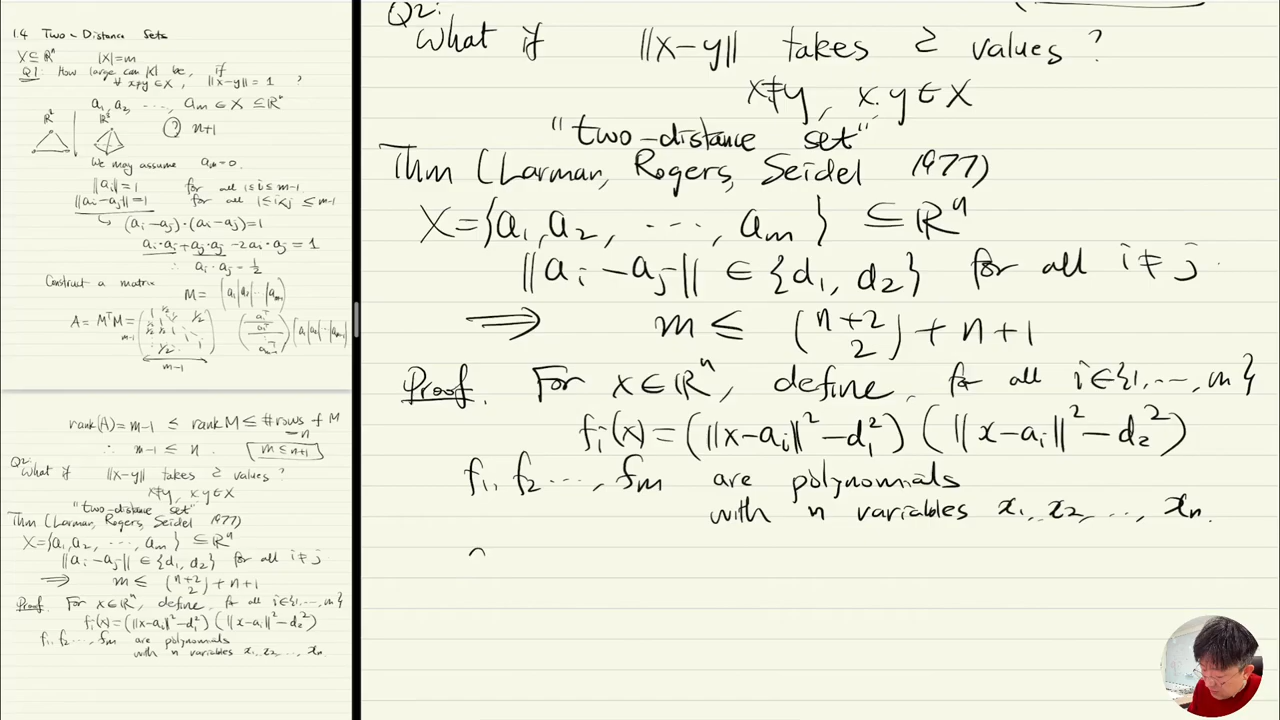 1.4 Two-Distance Sets
X⊆ℝⁿ |X|=m
Q1: How large can |X| be, if
∀ x≠y∈X, ||x-y||=1 ?
a₁, a₂, ⋯, aₘ ∈ X ⊆ℝⁿ
ℝ² ℝ³ ? n+1
We may assume aₘ=0.
||aᵢ||=1 for all 1≤i≤m-1
||aᵢ-aⱼ||=1 for all 1≤i<j≤m-1
↳ (aᵢ-aⱼ)·(aᵢ-aⱼ)=1
aᵢ·aᵢ+aⱼ·aⱼ-2aᵢ·aⱼ=1
∴ aᵢ·aⱼ=½
Construct a matrix
M=(a₁|a₂|⋯|aₘ₋₁)
A=MᵀM=
m-1
m-1
rank(A)=m-1 ≤ rank M ≤ #rows of M
=n
∴ m-1 ≤ n. m≤n+1
Q2:
What if ||x-y|| takes 2 values?
x≠y, x,y∈X
"two-distance set"
Thm (Larman, Rogers, Seidel 1977)
X={a₁,a₂, ⋯, aₘ} ⊆ℝⁿ
||aᵢ-aⱼ|| ∈{d₁, d₂} for all i≠j.
⟹ m≤ (n+2 2)+n+1
Proof. For x∈ℝⁿ, define for all i∈{1,⋯,m}
fᵢ(x)=(||x-aᵢ||²-d₁²)(||x-aᵢ||²-d₂²)
f₁, f₂⋯, fₘ are polynomials
with n variables x₁, x₂, ⋯, xₙ.
Q2:
What if ||x-y|| takes 2 values?
x≠y, x.y∈X
"two-distance set"
Thm (Larman, Rogers, Seidel 1977)
X={a₁,a₂, ⋯, aₘ} ⊆ℝⁿ
||aᵢ-aⱼ|| ∈{d₁, d₂} for all i≠j.
⟹ m≤ (n+2 2)+n+1
Proof. For x∈ℝⁿ, define for all i∈{1,⋯,m}
fᵢ(x)=(||x-aᵢ||²-d₁²)(||x-aᵢ||²-d₂²)
f₁, f₂⋯, fₘ are polynomials
with n variables x₁, x₂, ⋯, xₙ.